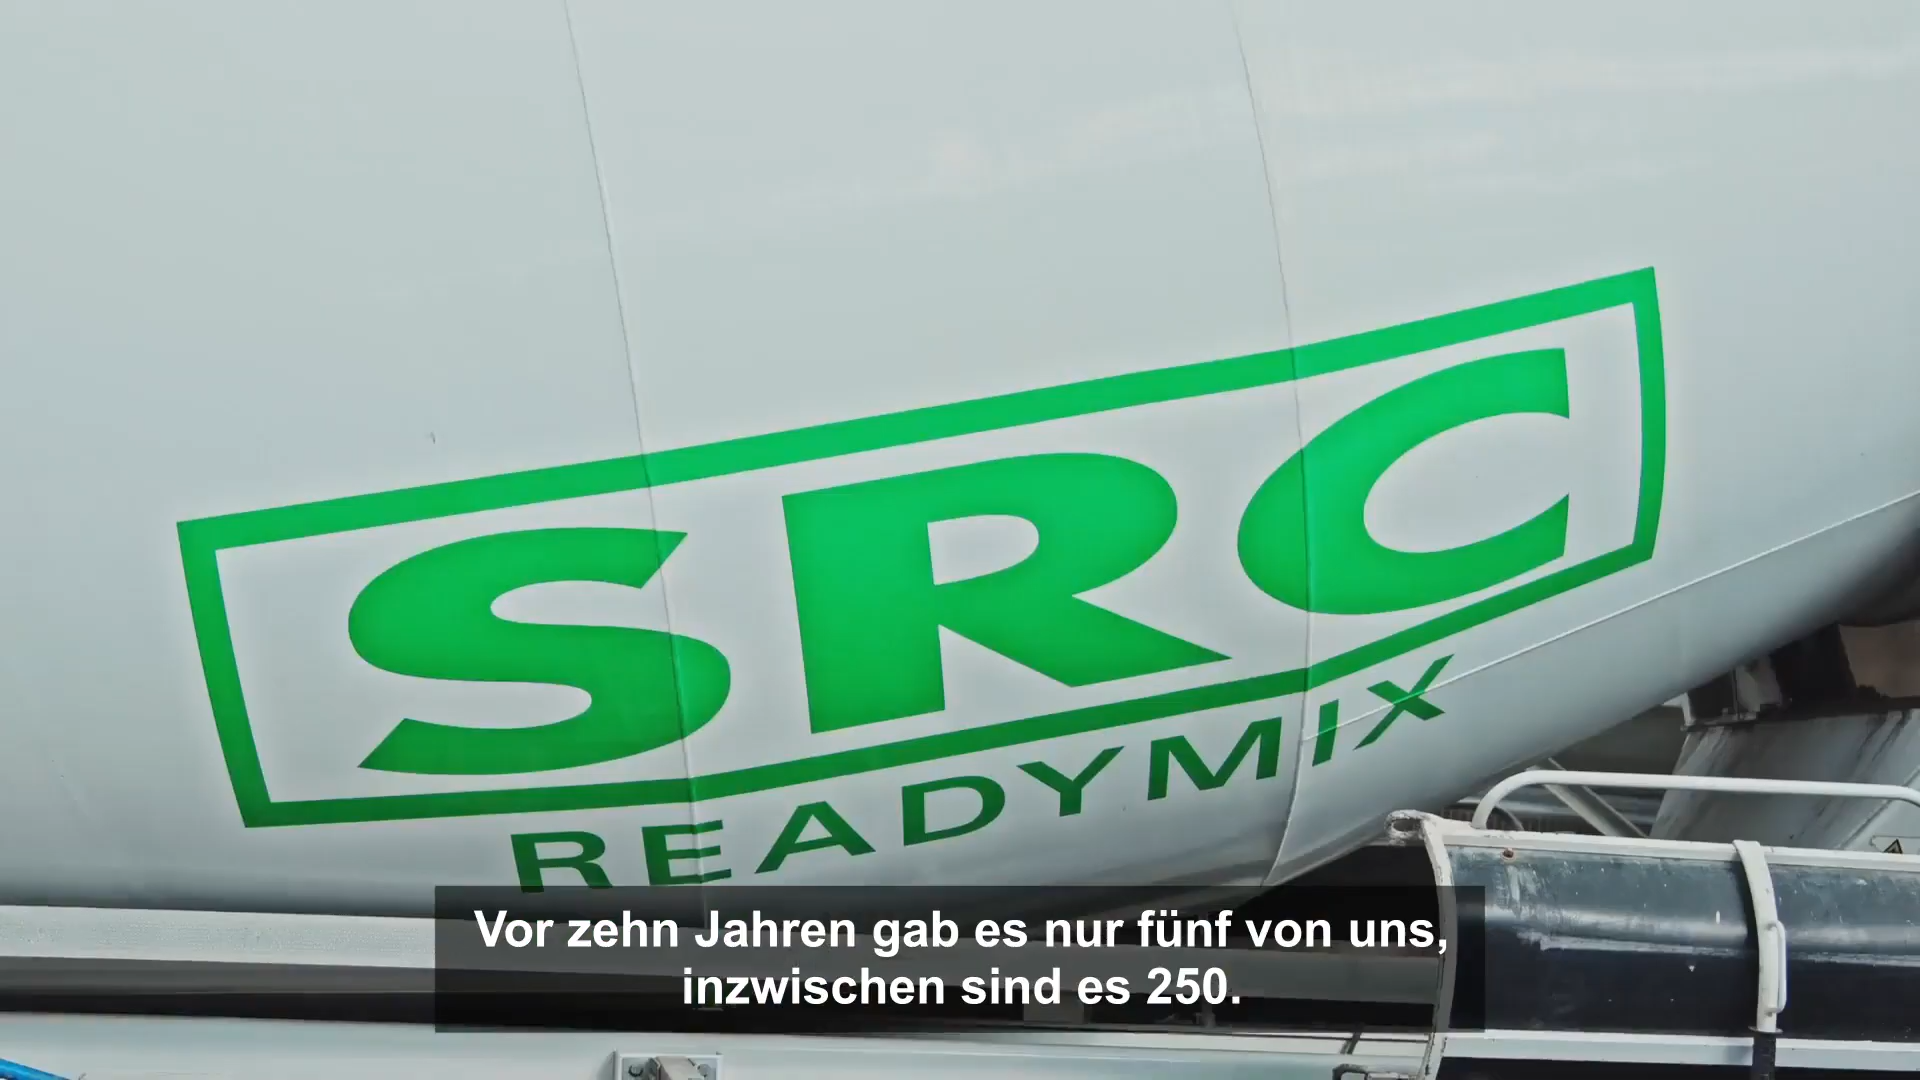 SRC
READYMIX
Vor zehn Jahren gab es nur fünf von uns,
inzwischen sind es 250.